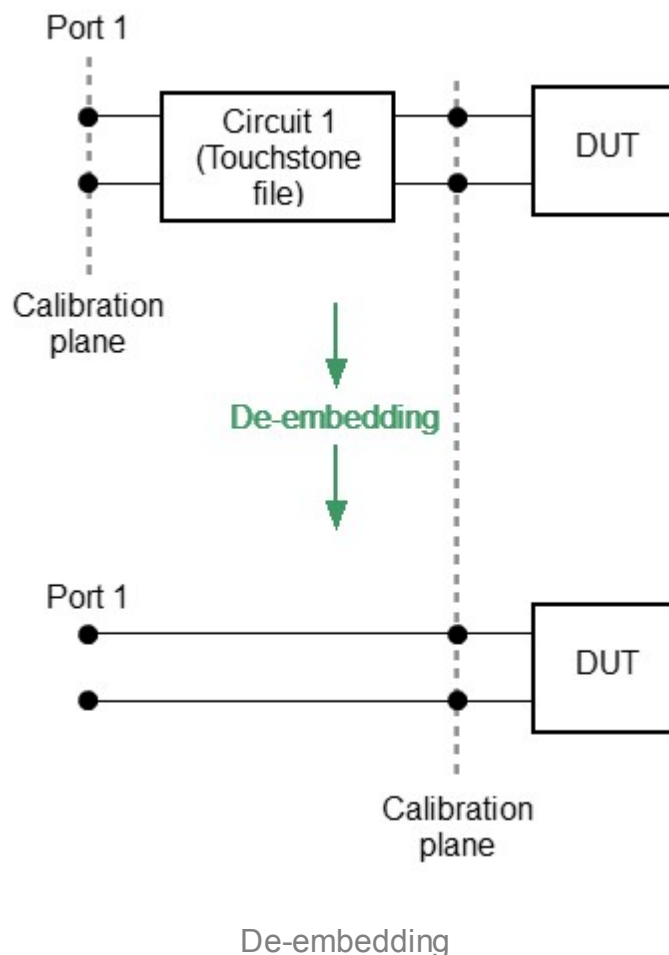 Port 1
Circuit 1
(Touchstone
file)
DUT
Calibration
plane
De-embedding
Port 1
DUT
Calibration
plane
De-embedding